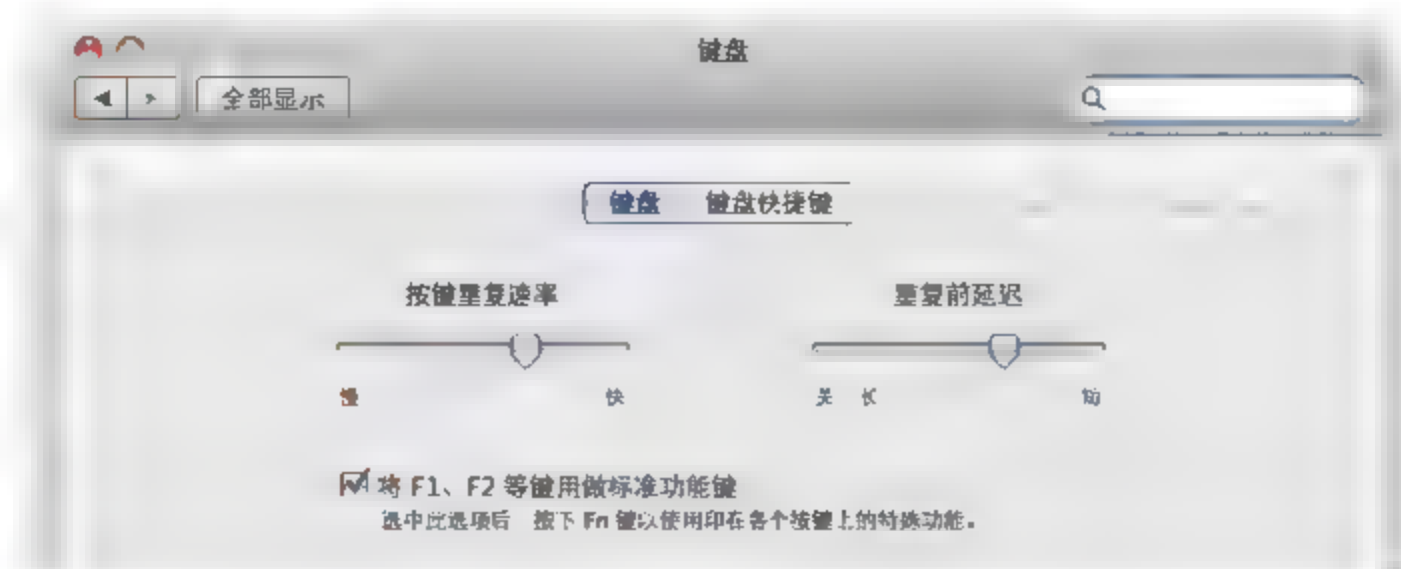 键盘
全部显示
键盘 键盘快捷键
按键重复速率 重复前延迟
慢 快 关 长 短
将 F1、F2 等键用做标准功能键
选中此选项后 按下 Fn 键以使用印在各个按键上的特殊功能。